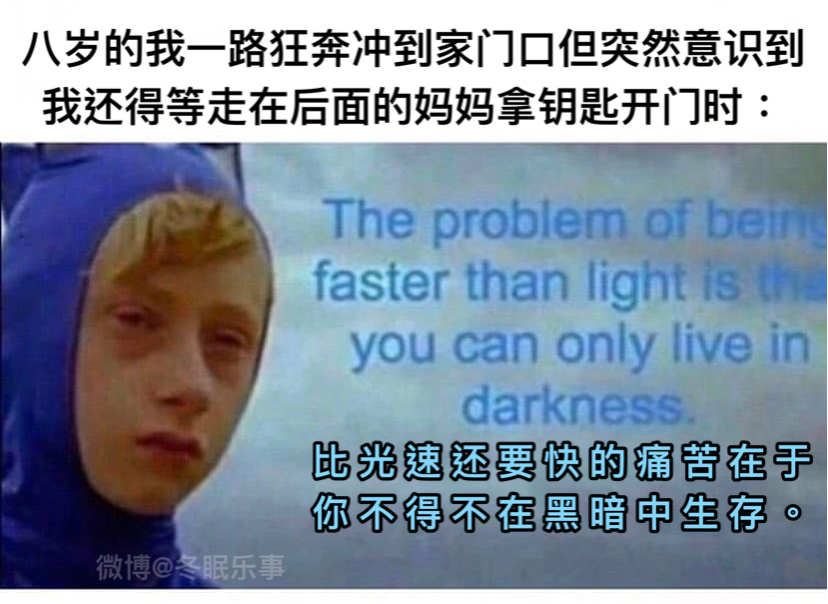 八岁的我一路狂奔冲到家门口但突然意识到
我还得等走在后面的妈妈拿钥匙开门时：
The problem of being
faster than light is tha
you can only live in
darkness.
比光速还要快的痛苦在于
你不得不在黑暗中生存。
微博@冬眠乐事